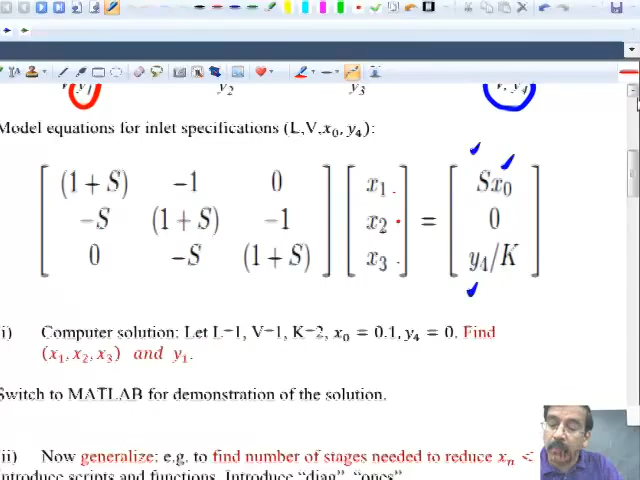 y1 y2 y3 V, y4
Model equations for inlet specifications (L,V,x0, y4):
(1 + S) −1 0 x1 Sx0
−S (1 + S) −1 x2 = 0
0 −S (1 + S) x3 y4/K
i) Computer solution: Let L=1, V=1, K=2, x0 = 0.1, y4 = 0. Find
(x1, x2, x3) and y1.
Switch to MATLAB for demonstration of the solution.
ii) Now generalize: e.g. to find number of stages needed to reduce xn <
introduce scripts and functions. Introduce "diag", "ones"